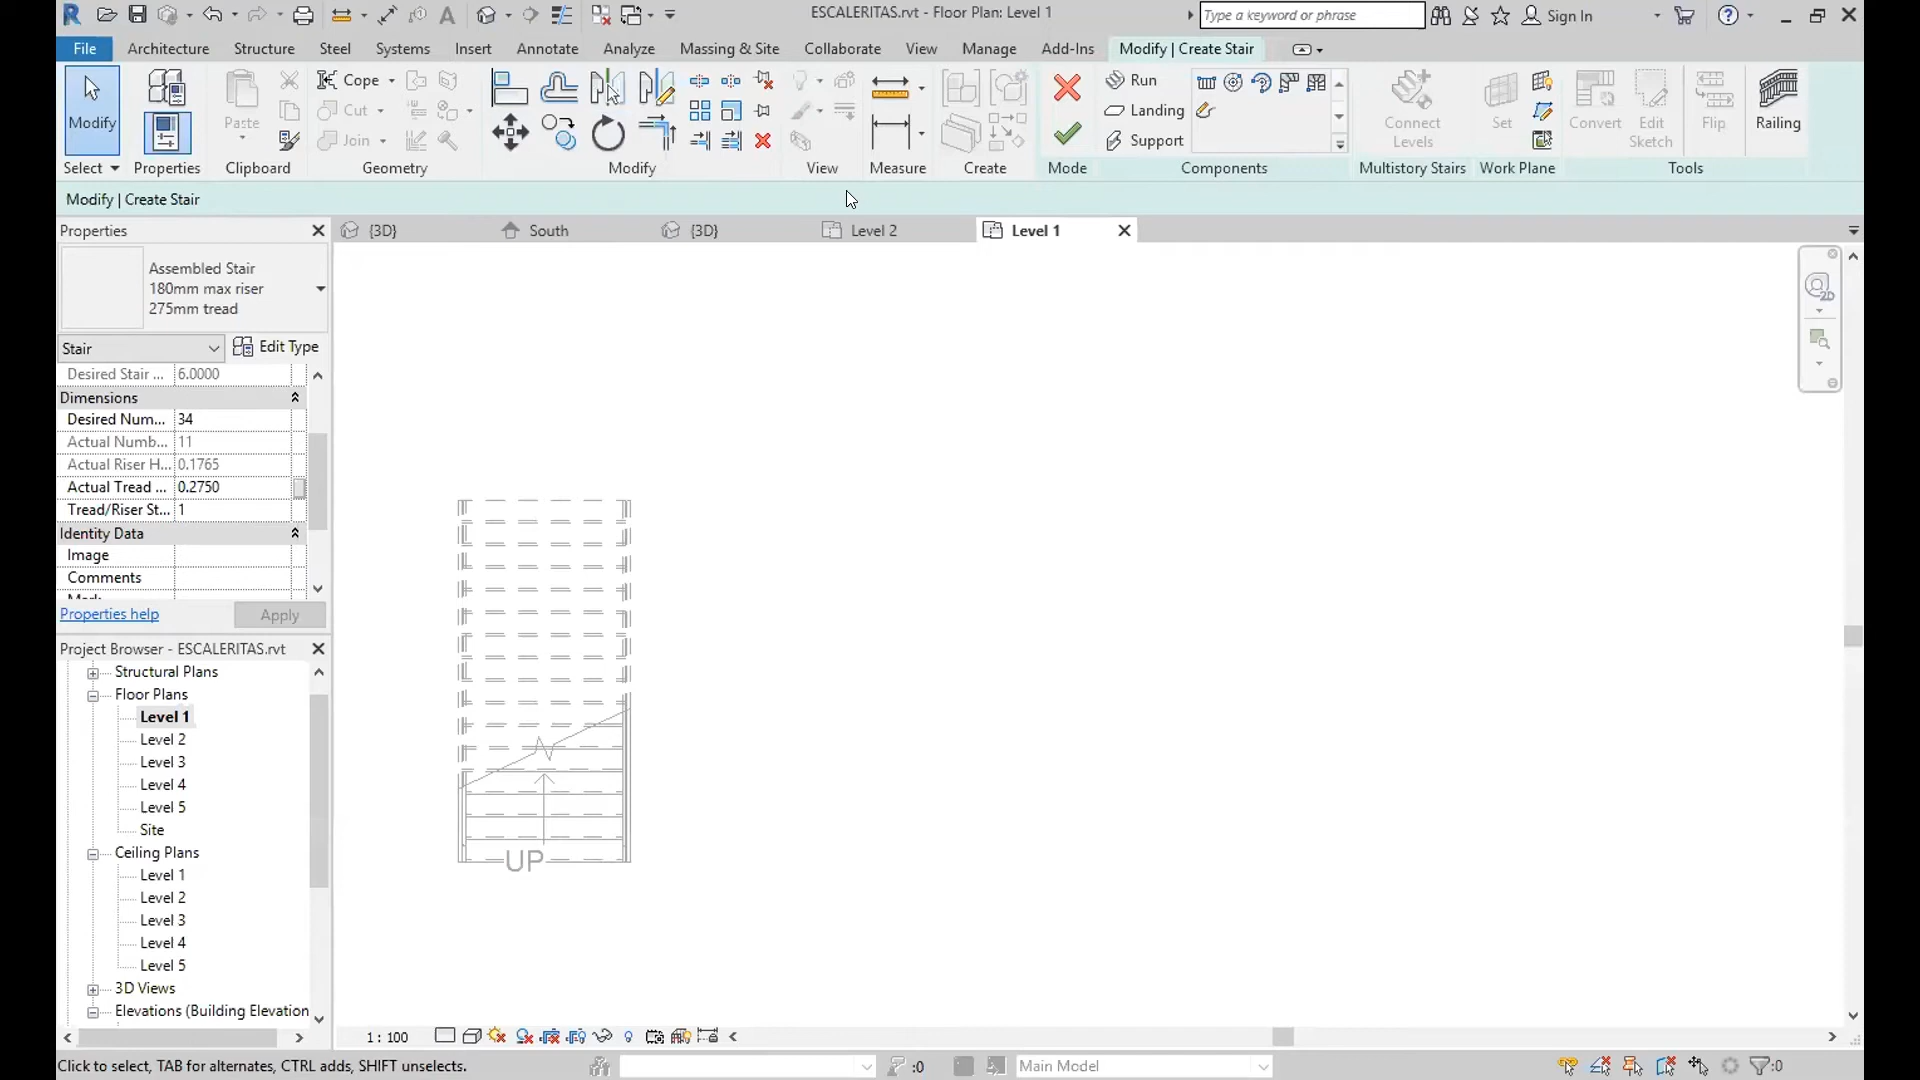 ESCALERITAS.rvt - Floor Plan: Level 1
Type a keyword or phrase
Sign In
File Architecture Structure Steel Systems Insert Annotate Analyze Massing & Site Collaborate View Manage Add-Ins Modify | Create Stair
Modify
Paste
Cope
Cut
Join
Run
Landing
Support
Connect Levels
Set
Convert
Edit Sketch
Flip
Railing
Select Properties Clipboard Geometry Modify View Measure Create Mode Components Multistory Stairs Work Plane Tools
Modify | Create Stair
Properties
{3D} South {3D} Level 2 Level 1
Assembled Stair
180mm max riser
275mm tread
Stair Edit Type
Desired Stair ... 6.0000
Dimensions
Desired Num... 34
Actual Numb... 11
Actual Riser H... 0.1765
Actual Tread ... 0.2750
Tread/Riser St... 1
Identity Data
Image
Comments
Properties help Apply
Project Browser - ESCALERITAS.rvt
Structural Plans
Floor Plans
Level 1
Level 2
Level 3
Level 4
Level 5
Site
Ceiling Plans
Level 1
Level 2
Level 3
Level 4
Level 5
3D Views
Elevations (Building Elevation
UP
2D
1 : 100
Click to select, TAB for alternates, CTRL adds, SHIFT unselects.
:0
Main Model
:0